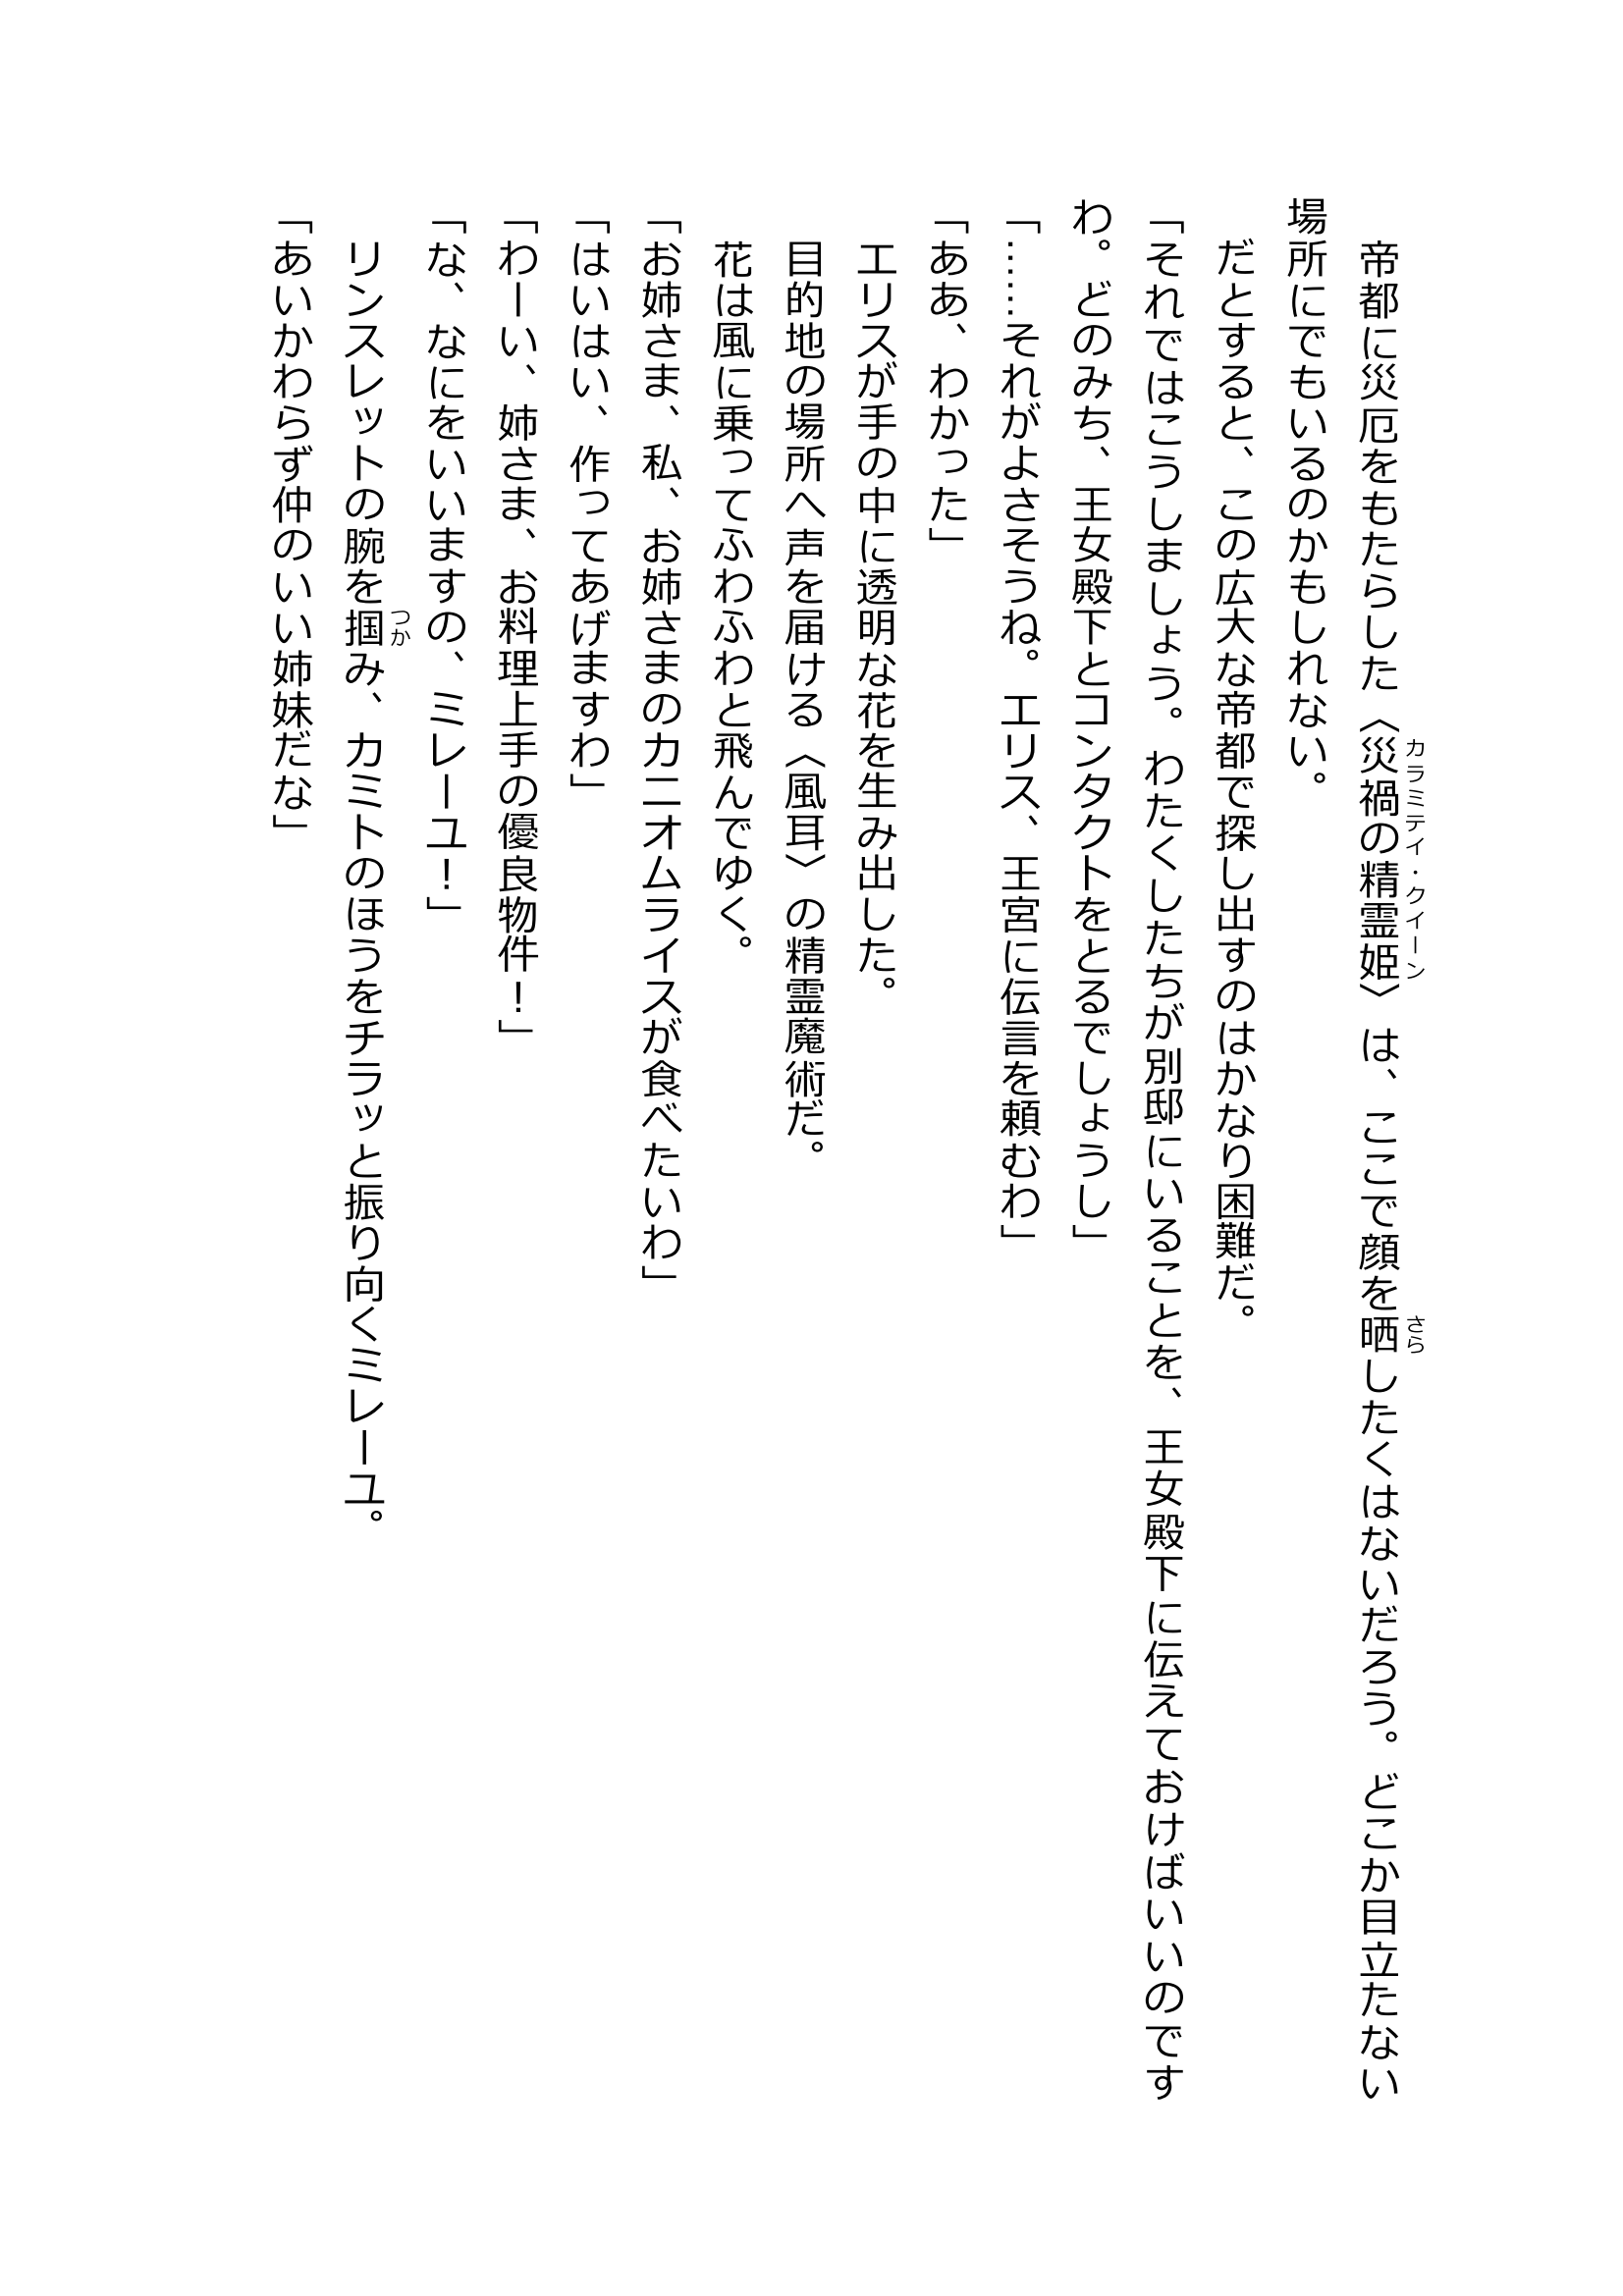 帝都に災厄をもたらした〈災禍の精霊姫〉は、ここで顔を晒したくはないだろう。どこか目立たない
カラミティ・クイーン
さら
場所にでもいるのかもしれない。
　だとすると、この広大な帝都で探し出すのはかなり困難だ。
「それではこうしましょう。わたくしたちが別邸にいることを、王女殿下に伝えておけばいいのです
わ。どのみち、王女殿下とコンタクトをとるでしょうし」
「……それがよさそうね。エリス、王宮に伝言を頼むわ」
「ああ、わかった」
　エリスが手の中に透明な花を生み出した。
　目的地の場所へ声を届ける〈風耳〉の精霊魔術だ。
　花は風に乗ってふわふわと飛んでゆく。
「お姉さま、私、お姉さまのカニオムライスが食べたいわ」
「はいはい、作ってあげますわ」
「わーい、姉さま、お料理上手の優良物件！」
「な、なにをいいますの、ミレーユ！」
　リンスレットの腕を掴み、カミトのほうをチラッと振り向くミレーユ。
つか
「あいかわらず仲のいい姉妹だな」